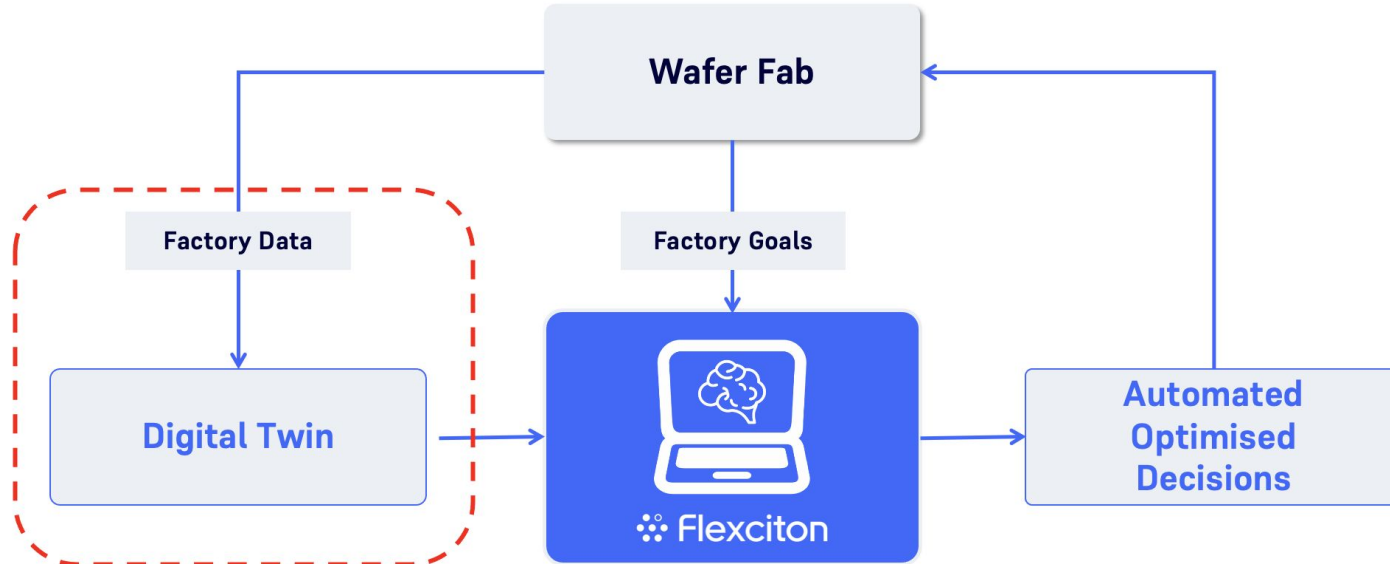 Wafer Fab
Factory Data
Factory Goals
Digital Twin
Flexciton
Automated
Optimised
Decisions